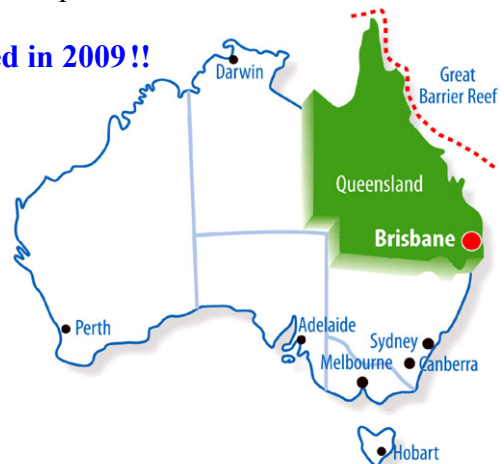 ed in 2009!!
Darwin
Great
Barrier Reef
Queensland
Brisbane
Perth
Adelaide
Sydney
Melbourne
Canberra
Hobart